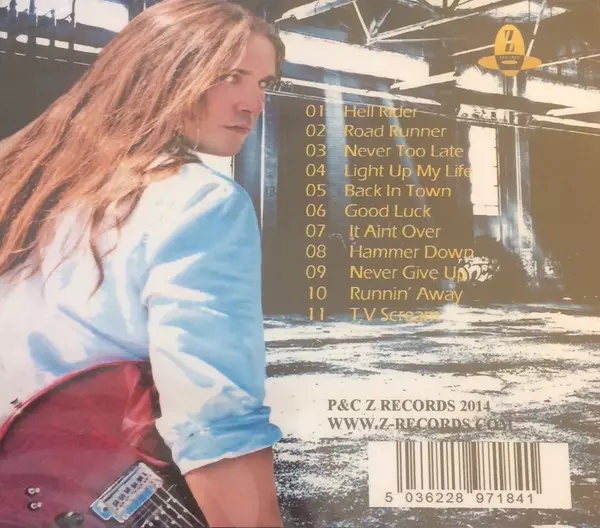 Z
01 Hell Rider
02 Road Runner
03 Never Too Late
04 Light Up My Life
05 Back In Town
06 Good Luck
07 It Aint Over
08 Hammer Down
09 Never Give Up
10 Runnin' Away
11 T V Scream
P&C Z RECORDS 2014
WWW.Z-RECORDS.COM
5 036228 971841